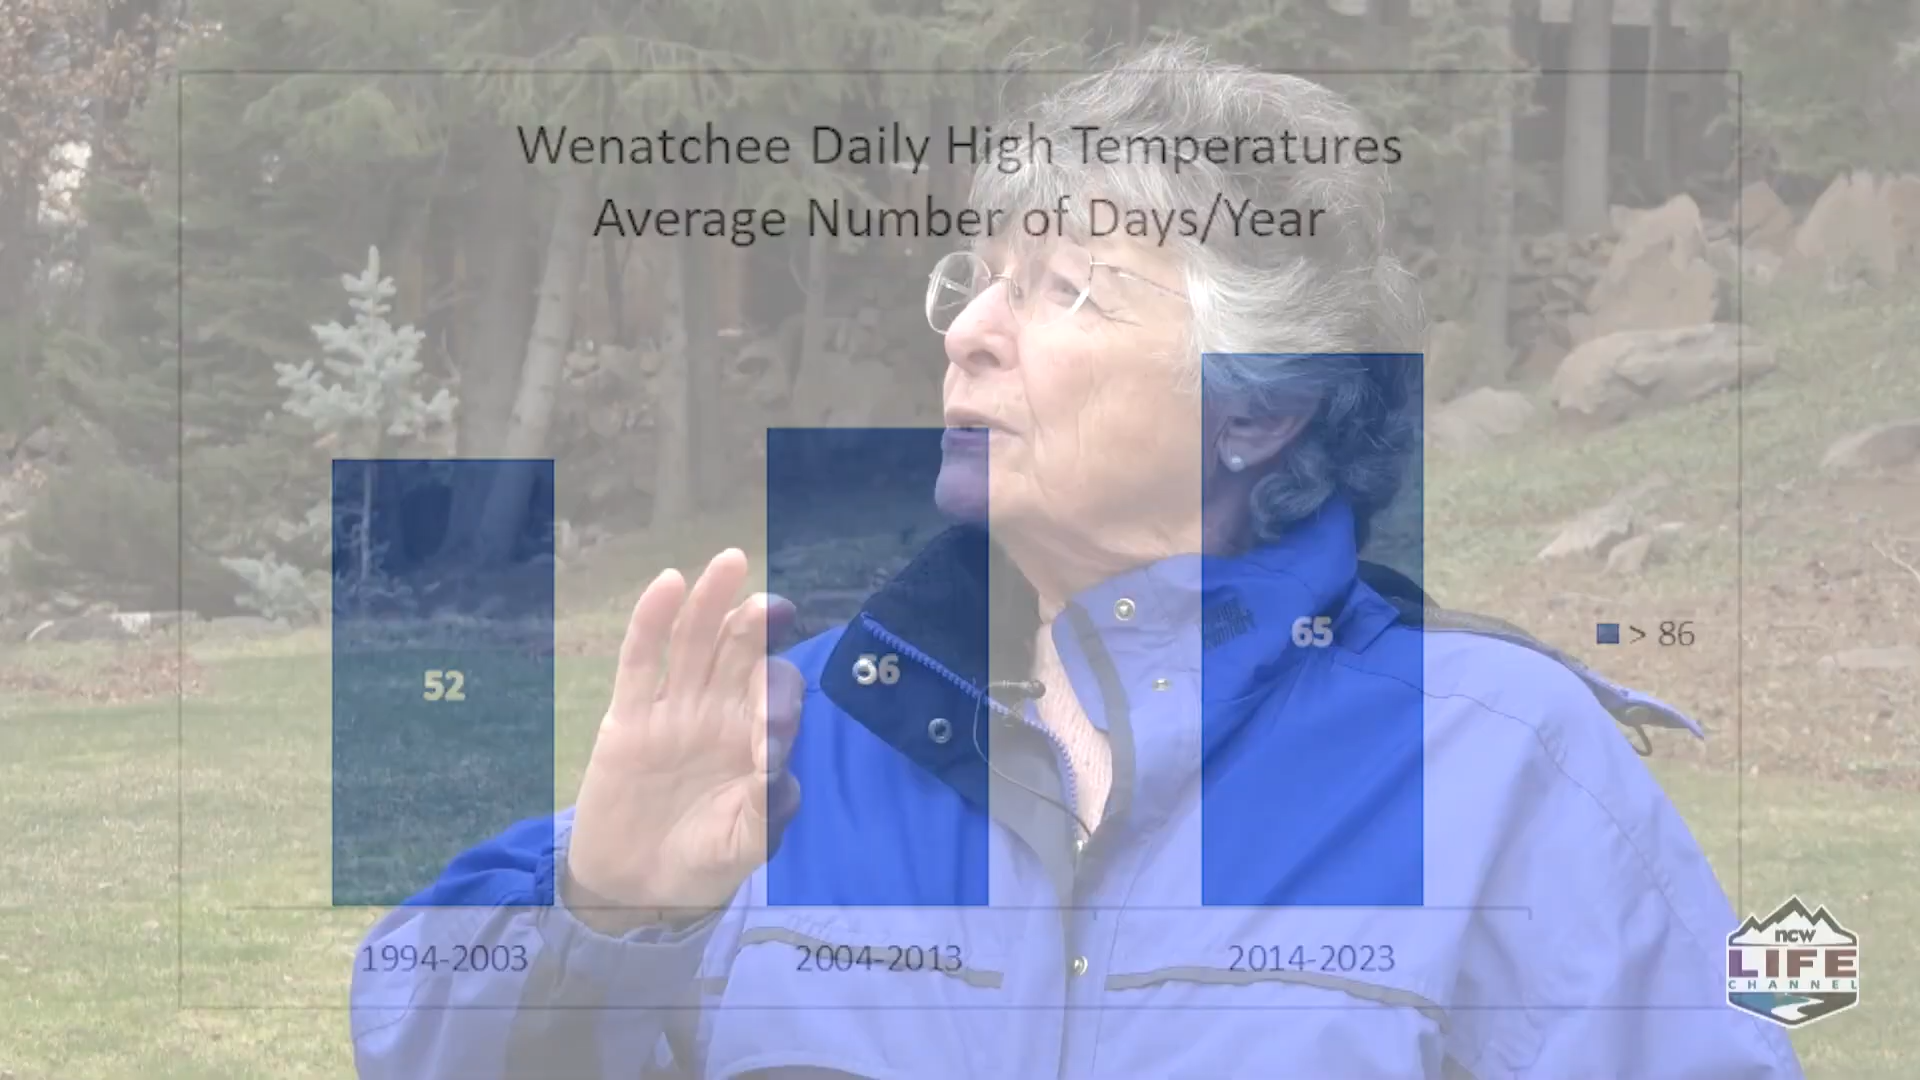 Wenatchee Daily High Temperatures
Average Number of Days/Year
52
56
65
> 86
1994-2003
2004-2013
2014-2023
ncw
LIFE
CHANNEL